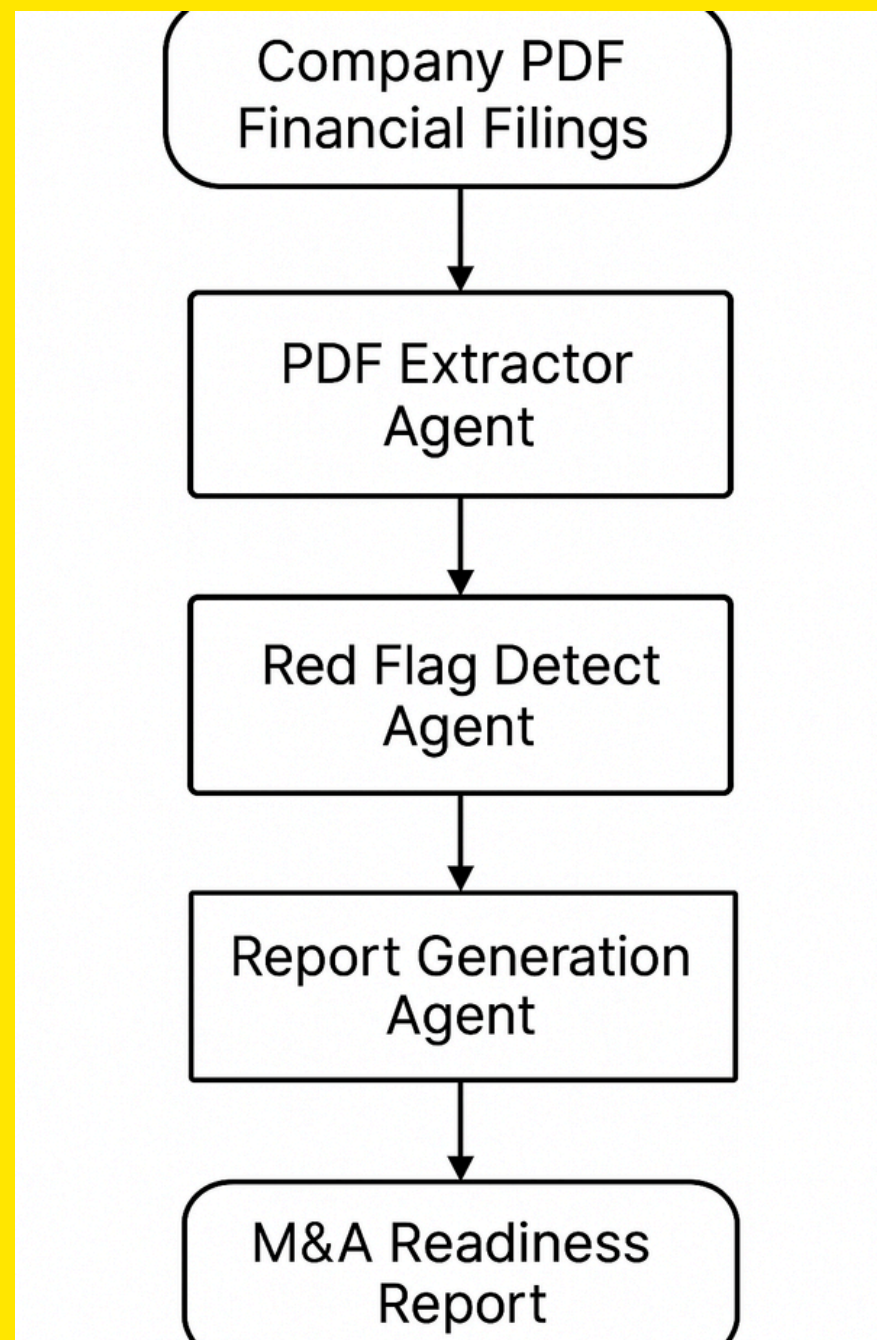 Company PDF
Financial Filings
PDF Extractor
Agent
Red Flag Detect
Agent
Report Generation
Agent
M&A Readiness
Report